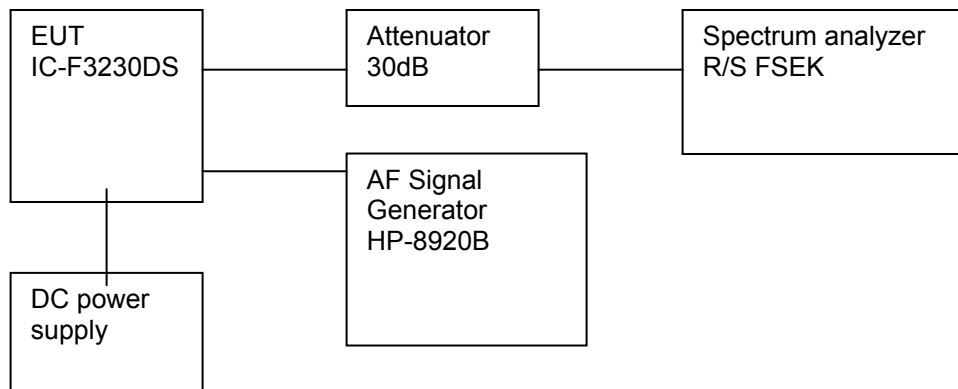 EUT
IC-F3230DS
Attenuator
30dB
Spectrum analyzer
R/S FSEK
AF Signal
Generator
HP-8920B
DC power
supply